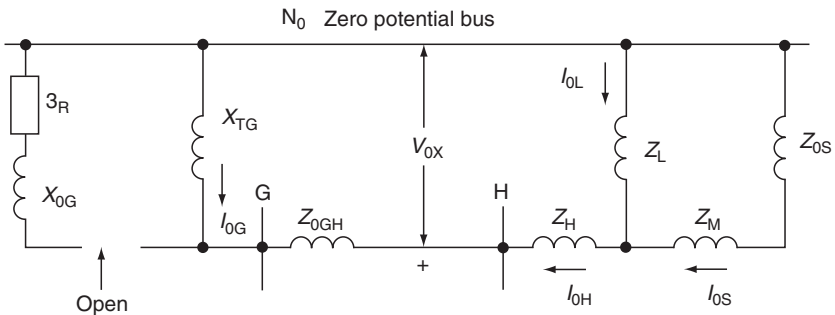 N₀ Zero potential bus
3R
X₀G
XTG
I₀G
G
Z₀GH
V₀X
+
H
I₀L
ZL
Z₀S
ZH
ZM
I₀H
I₀S
Open